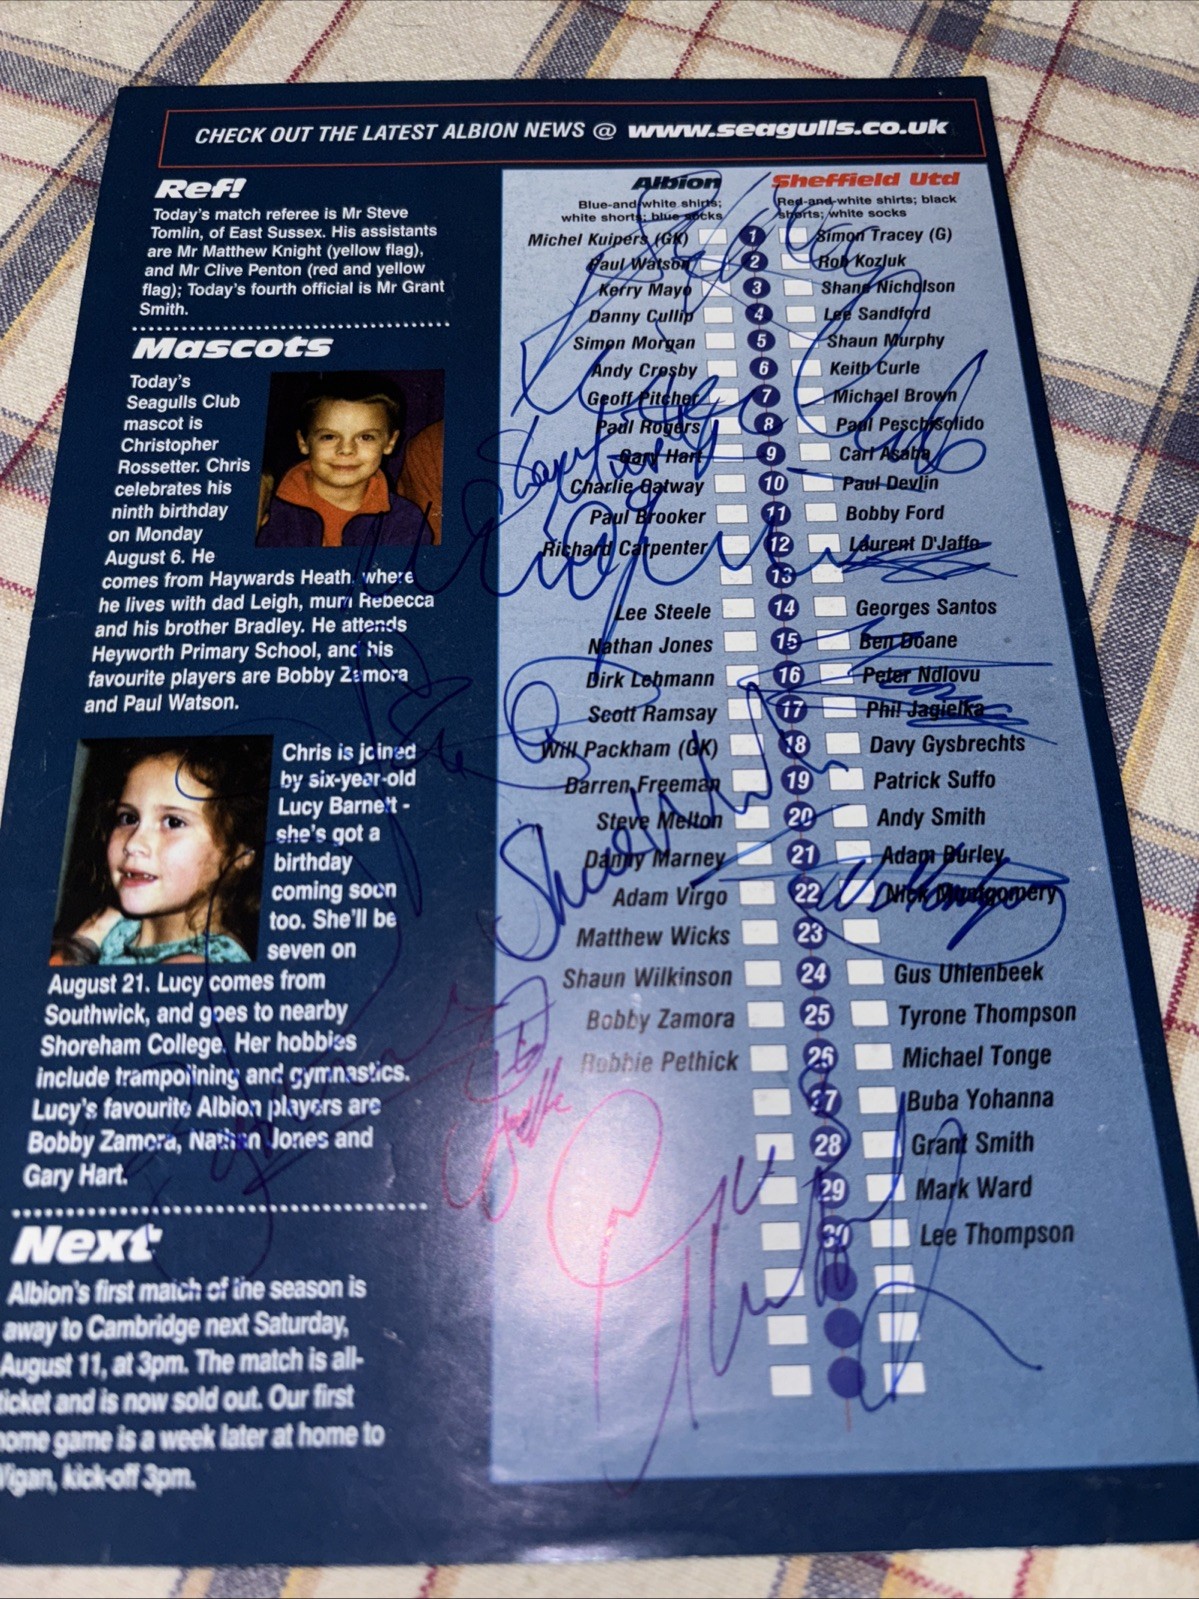 CHECK OUT THE LATEST ALBION NEWS @ www.seagulls.co.uk
Ref!
Today's match referee is Mr Steve
Tomlin, of East Sussex. His assistants
are Mr Matthew Knight (yellow flag),
and Mr Clive Penton (red and yellow
flag); Today's fourth official is Mr Grant
Smith.
Mascots
Today's
Seagulls Club
mascot is
Christopher
Rossetter. Chris
celebrates his
ninth birthday
on Monday
August 6. He
comes from Haywards Heath, where
he lives with dad Leigh, mum Rebecca
and his brother Bradley. He attends
Heyworth Primary School, and his
favourite players are Bobby Zamora
and Paul Watson.
Chris is joined
by six-year-old
Lucy Barnett -
she's got a
birthday
coming soon
too. She'll be
seven on
August 21. Lucy comes from
Southwick, and goes to nearby
Shoreham College. Her hobbies
include trampolining and gymnastics.
Lucy's favourite Albion players are
Bobby Zamora, Nathan Jones and
Gary Hart.
Next
Albion's first match of the season is
away to Cambridge next Saturday,
August 11, at 3pm. The match is all-
ticket and is now sold out. Our first
home game is a week later at home to
Wigan, kick-off 3pm.
Albion Sheffield Utd
Blue-and white shirts; Red-and-white shirts; black
white shorts; blue socks shorts; white socks
Michel Kuipers (GK) 1 Simon Tracey (G)
Paul Watson 2 Rob Kozluk
Kerry Mayo 3 Shane Nicholson
Danny Cullip 4 Lee Sandford
Simon Morgan 5 Shaun Murphy
Andy Crosby 6 Keith Curle
Geoff Pitcher 7 Michael Brown
Paul Rogers 8 Paul Peschisolido
Gary Hart 9 Carl Asaba
Charlie Oatway 10 Paul Devlin
Paul Brooker 11 Bobby Ford
Richard Carpenter 12 Laurent D'Jaffo
13
Lee Steele 14 Georges Santos
Nathan Jones 15 Ben Doane
Dirk Lehmann 16 Peter Ndlovu
Scott Ramsay 17 Phil Jagielka
Will Packham (GK) 18 Davy Gysbrechts
Darren Freeman 19 Patrick Suffo
Steve Melton 20 Andy Smith
Danny Marney 21 Adam Burley
Adam Virgo 22 Nick Montgomery
Matthew Wicks 23
Shaun Wilkinson 24 Gus Uhlenbeek
Bobby Zamora 25 Tyrone Thompson
Robbie Pethick 26 Michael Tonge
27 Buba Yohanna
28 Grant Smith
29 Mark Ward
30 Lee Thompson